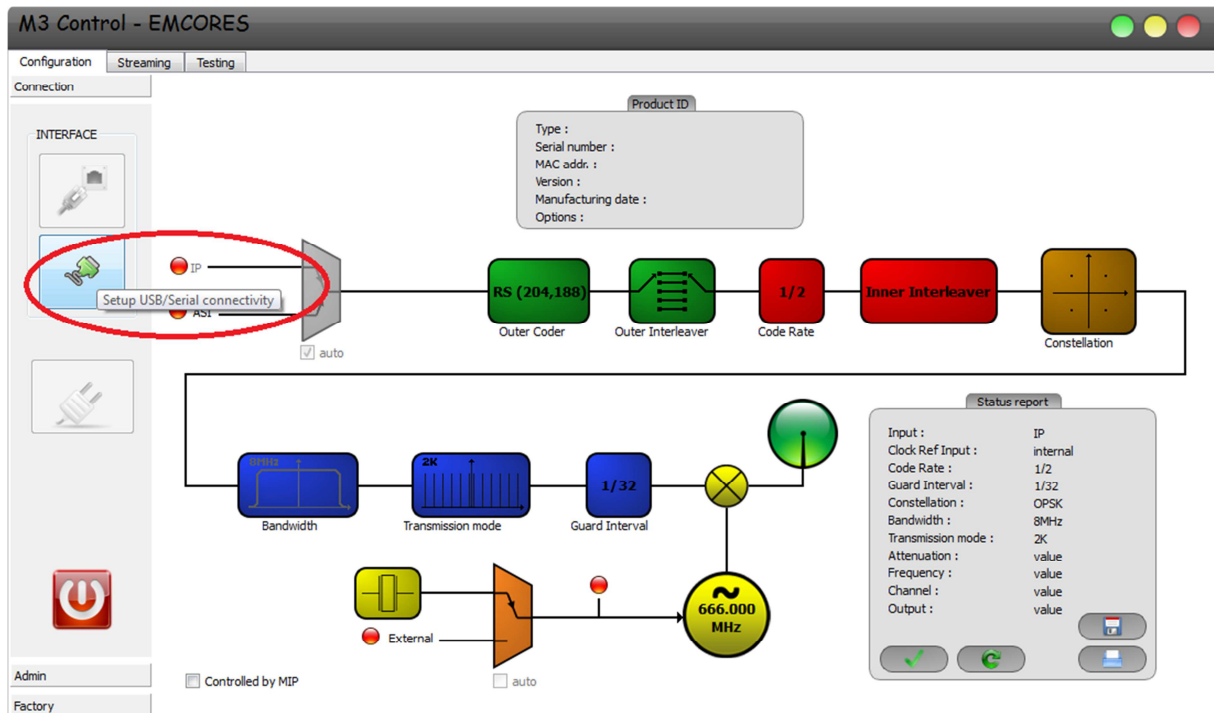 M3 Control - EMCORES
Configuration Streaming Testing
Connection
INTERFACE
Setup USB/Serial connectivity
Admin
Factory
Product ID
Type :
Serial number :
MAC addr. :
Version :
Manufacturing date :
Options :
IP
ASI
auto
RS (204,188)
Outer Coder
Outer Interleaver
1/2
Code Rate
Inner Interleaver
Constellation
8MHz
Bandwidth
2K
Transmission mode
1/32
Guard Interval
External
auto
666.000
MHz
Controlled by MIP
Status report
Input : IP
Clock Ref Input : internal
Code Rate : 1/2
Guard Interval : 1/32
Constellation : OPSK
Bandwidth : 8MHz
Transmission mode : 2K
Attenuation : value
Frequency : value
Channel : value
Output : value